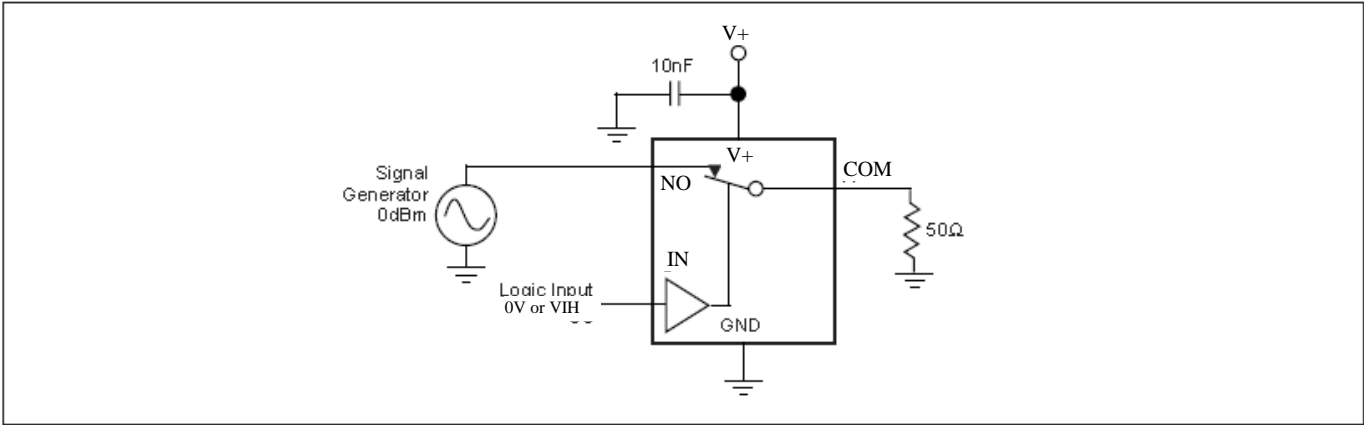 V+
10nF
V+
COM
NO
Signal
Generator
0dBm
50Ω
IN
Logic Input
0V or VIH
GND